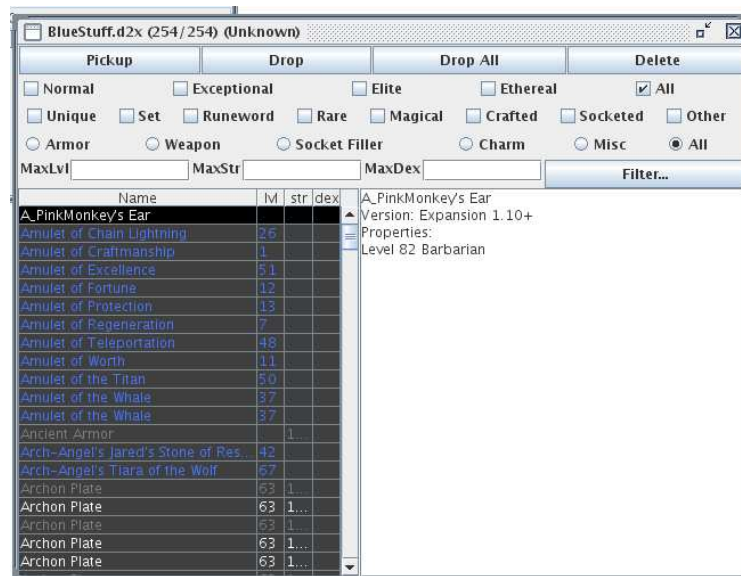 BlueStuff.d2x (254/254) (Unknown)
Pickup Drop Drop All Delete
Normal Exceptional Elite Ethereal All
Unique Set Runeword Rare Magical Crafted Socketed Other
Armor Weapon Socket Filler Charm Misc All
MaxLvl MaxStr MaxDex Filter...
Name lvl str dex
A_PinkMonkey's Ear
Amulet of Chain Lightning 26
Amulet of Craftmanship 1
Amulet of Excellence 51
Amulet of Fortune 12
Amulet of Protection 13
Amulet of Regeneration 7
Amulet of Teleportation 48
Amulet of Worth 11
Amulet of the Titan 50
Amulet of the Whale 37
Amulet of the Whale 37
Ancient Armor 1...
Arch-Angel's Jared's Stone of Res... 42
Arch-Angel's Tiara of the Wolf 67
Archon Plate 63 1...
Archon Plate 63 1...
Archon Plate 63 1...
Archon Plate 63 1...
Archon Plate 63 1...
A_PinkMonkey's Ear
Version: Expansion 1.10+
Properties:
Level 82 Barbarian